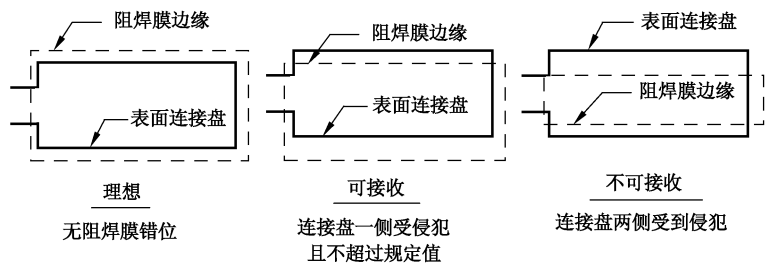 阻焊膜边缘
表面连接盘
理想
无阻焊膜错位
阻焊膜边缘
表面连接盘
可接收
连接盘一侧受侵犯
且不超过规定值
表面连接盘
阻焊膜边缘
不可接收
连接盘两侧受到侵犯